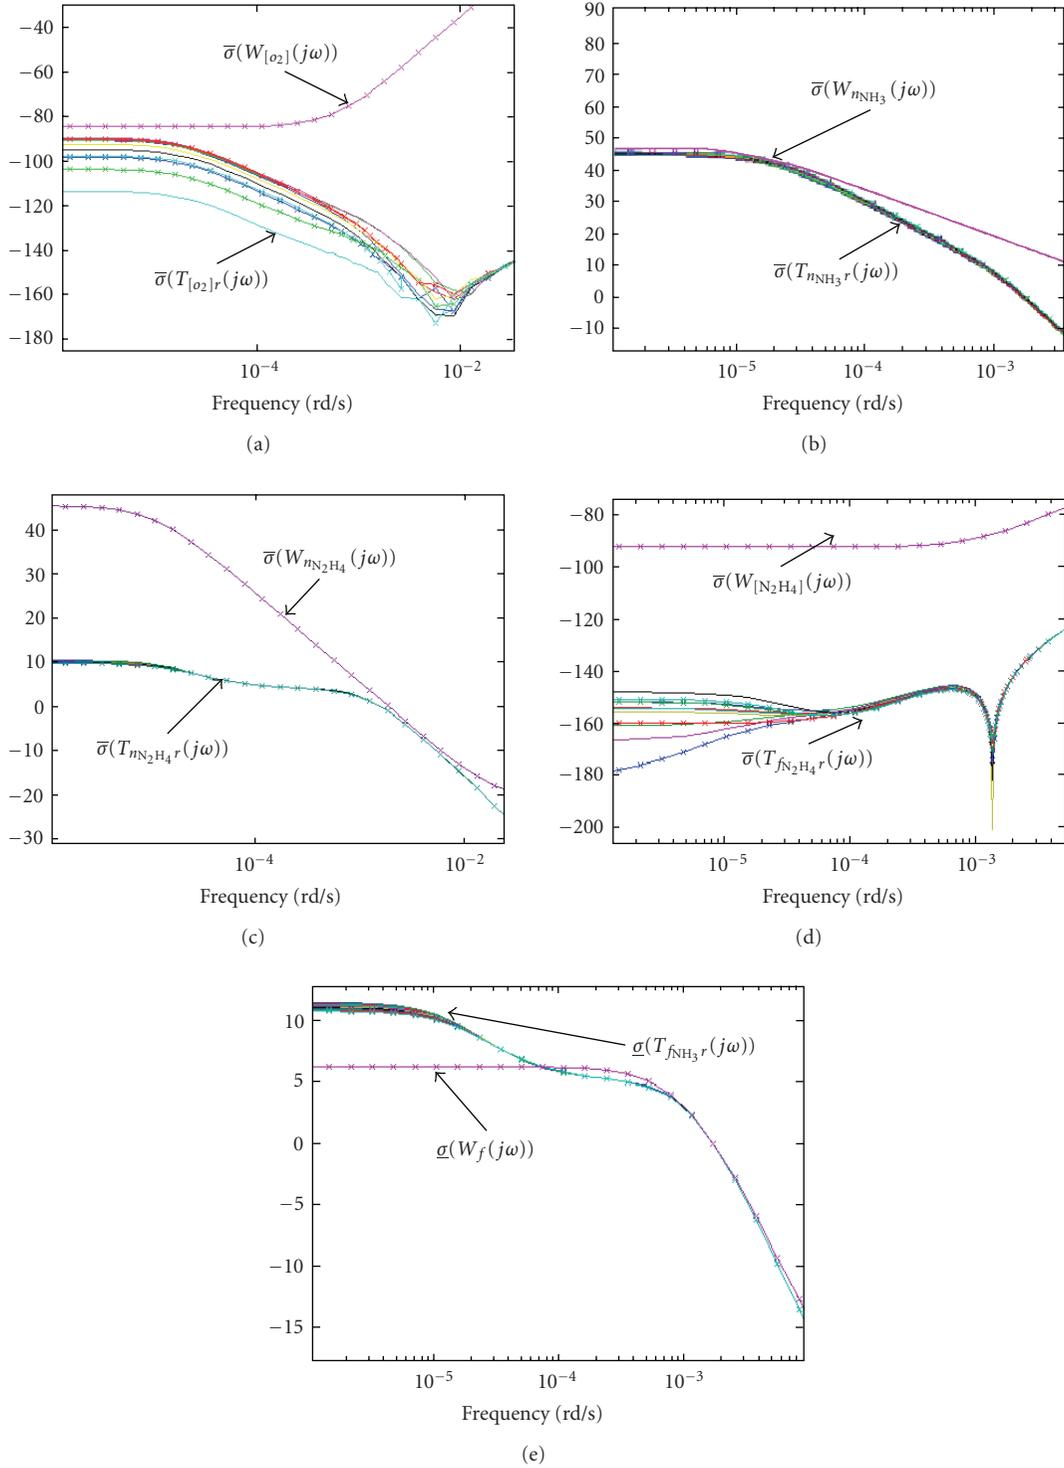 −40
−60
−80
−100
−120
−140
−160
−180
σ̅(W[o₂](jω))
σ̅(T[o₂]r(jω))
10⁻⁴ 10⁻²
Frequency (rd/s)
(a)
90
80
70
60
50
40
30
20
10
0
−10
σ̅(WnNH₃(jω))
σ̅(TnNH₃r(jω))
10⁻⁵ 10⁻⁴ 10⁻³
Frequency (rd/s)
(b)
40
30
20
10
0
−10
−20
−30
σ̅(WnN₂H₄(jω))
σ̅(TnN₂H₄r(jω))
10⁻⁴ 10⁻²
Frequency (rd/s)
(c)
−80
−100
−120
−140
−160
−180
−200
σ̅(W[N₂H₄](jω))
σ̅(TfN₂H₄r(jω))
10⁻⁵ 10⁻⁴ 10⁻³
Frequency (rd/s)
(d)
10
5
0
−5
−10
−15
σ̲(TfNH₃r(jω))
σ̲(Wf(jω))
10⁻⁵ 10⁻⁴ 10⁻³
Frequency (rd/s)
(e)